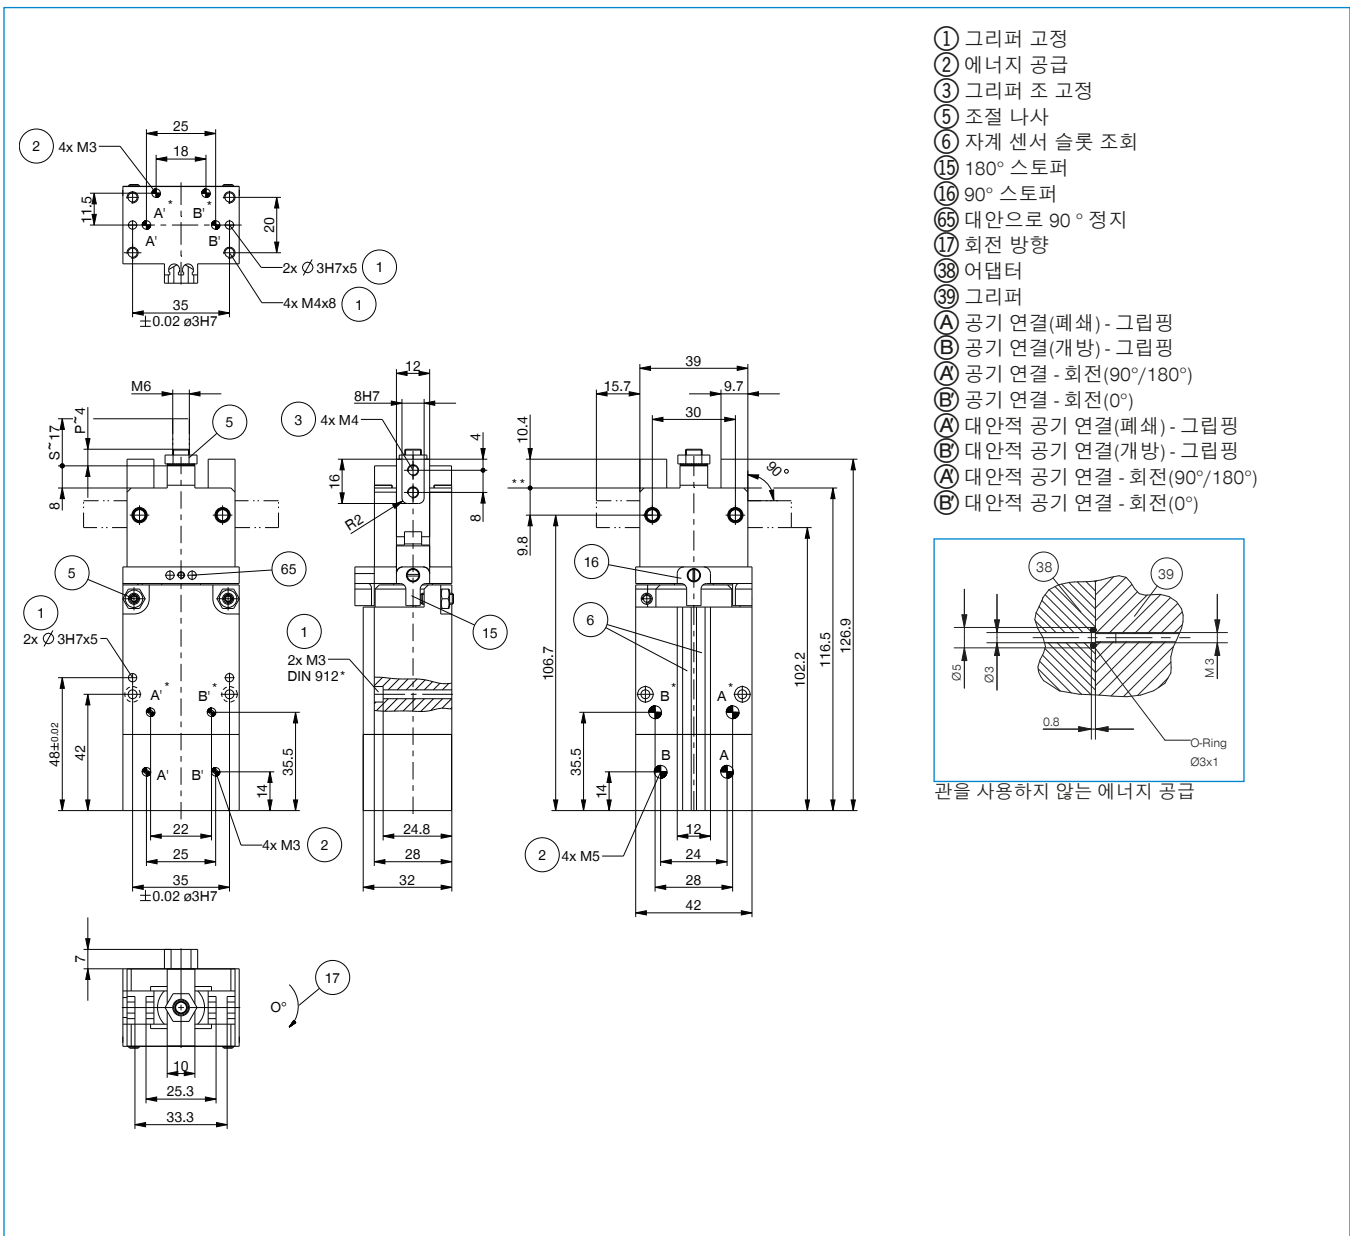 ① 그리퍼 고정
② 에너지 공급
③ 그리퍼 조 고정
⑤ 조절 나사
⑥ 자계 센서 슬롯 조회
⑮ 180° 스토퍼
⑯ 90° 스토퍼
65 대안으로 90 ° 정지
⑰ 회전 방향
㊳ 어댑터
㊴ 그리퍼
Ⓐ 공기 연결(폐쇄) - 그립핑
Ⓑ 공기 연결(개방) - 그립핑
A' 공기 연결 - 회전(90°/180°)
B' 공기 연결 - 회전(0°)
A' 대안적 공기 연결(폐쇄) - 그립핑
B' 대안적 공기 연결(개방) - 그립핑
A' 대안적 공기 연결 - 회전(90°/180°)
B' 대안적 공기 연결 - 회전(0°)
25
2 4x M3
18
11.5
A' *
B' *
20
A'
B'
2x Ø 3H7x5 1
4x M4x8 1
35
±0.02 ø3H7
M6
S~17
P~4
5
8
65
5
1
2x Ø 3H7x5
A' *
B' *
48±0.02
42
A'
B'
35.5
14
22
4x M3 2
25
35
±0.02 ø3H7
12
8H7
3 4x M4
4
16
R2
8
1
2x M3
DIN 912*
15
24.8
28
32
39
15.7
9.7
30
10.4
90°
**
9.8
16
6
106.7
102.2
116.5
126.9
B *
A *
35.5
B
A
14
12
2 4x M5
24
28
42
7
17
O°
10
25.3
33.3
38
39
Ø5
Ø3
M 3
0.8
O-Ring
Ø3x1
관을 사용하지 않는 에너지 공급